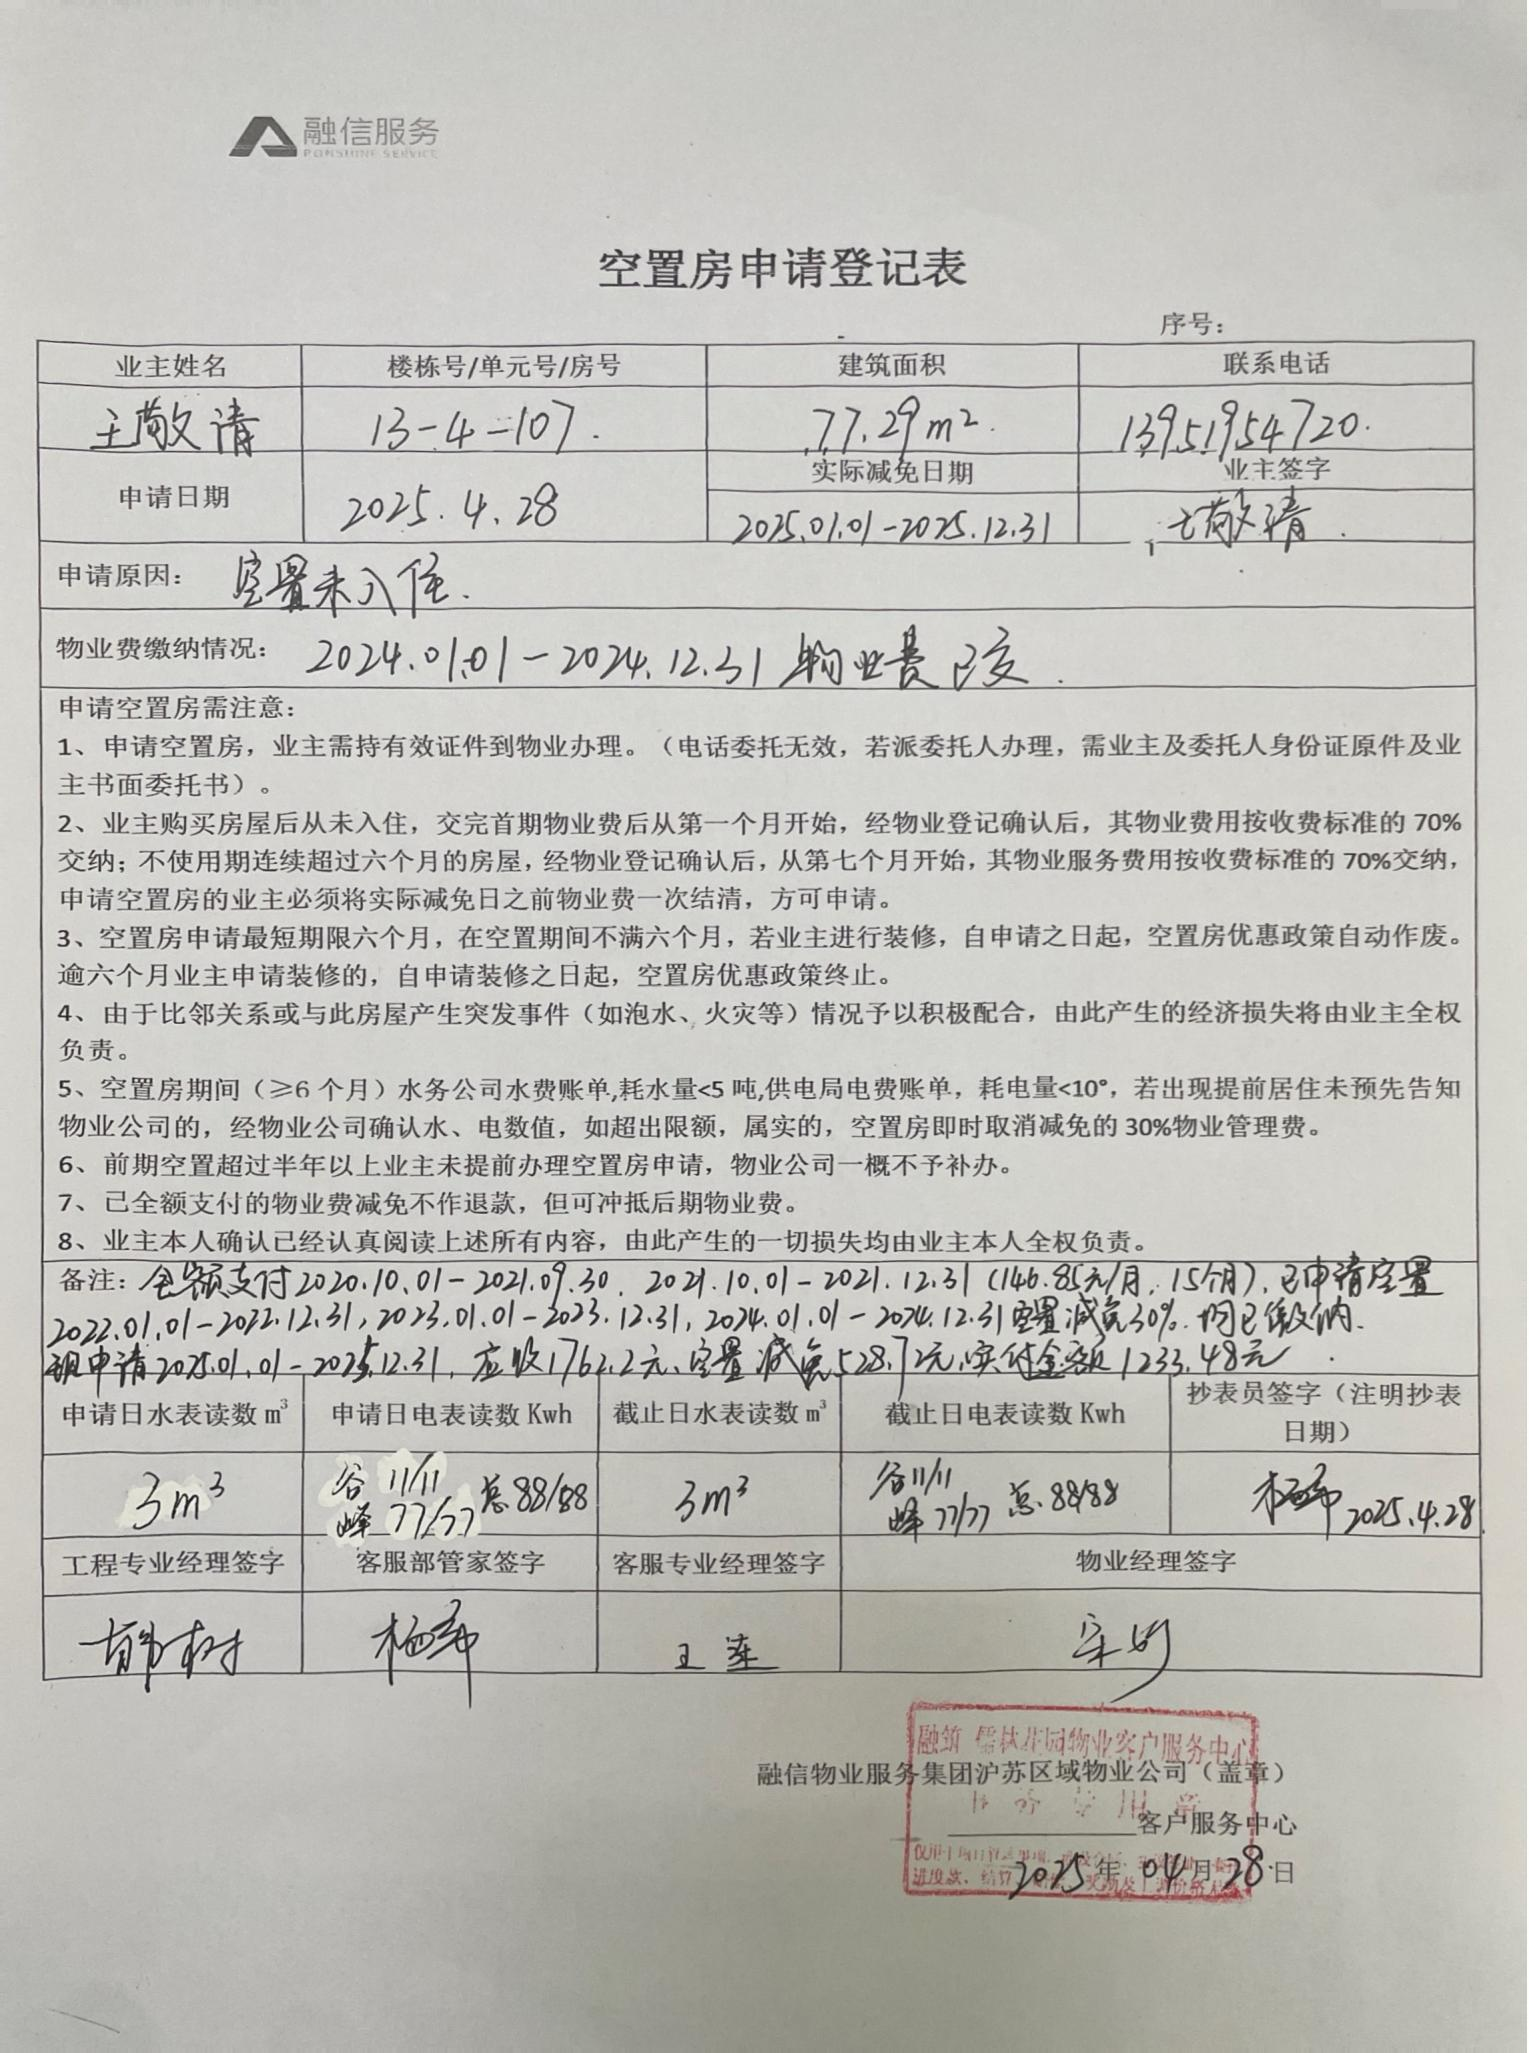 融信服务
RONSHINE SERVICE
空置房申请登记表
序号：
业主姓名 楼栋号/单元号/房号 建筑面积 联系电话
王敬请 13-4-107. 77.29m². 13951954720.
申请日期 2025.4.28 实际减免日期 业主签字
2025.01.01-2025.12.31 王敬请.
申请原因： 空置未入住.
物业费缴纳情况： 2024.01.01-2024.12.31 物业费已交.
申请空置房需注意：
1、申请空置房，业主需持有效证件到物业办理。（电话委托无效，若派委托人办理，需业主及委托人身份证原件及业
主书面委托书）。
2、业主购买房屋后从未入住，交完首期物业费后从第一个月开始，经物业登记确认后，其物业费用按收费标准的 70%
交纳；不使用期连续超过六个月的房屋，经物业登记确认后，从第七个月开始，其物业服务费用按收费标准的 70%交纳，
申请空置房的业主必须将实际减免日之前物业费一次结清，方可申请。
3、空置房申请最短期限六个月，在空置期间不满六个月，若业主进行装修，自申请之日起，空置房优惠政策自动作废。
逾六个月业主申请装修的，自申请装修之日起，空置房优惠政策终止。
4、由于比邻关系或与此房屋产生突发事件（如泡水、火灾等）情况予以积极配合，由此产生的经济损失将由业主全权
负责。
5、空置房期间（≥6 个月）水务公司水费账单,耗水量<5 吨,供电局电费账单，耗电量<10°，若出现提前居住未预先告知
物业公司的，经物业公司确认水、电数值，如超出限额，属实的，空置房即时取消减免的 30%物业管理费。
6、前期空置超过半年以上业主未提前办理空置房申请，物业公司一概不予补办。
7、已全额支付的物业费减免不作退款，但可冲抵后期物业费。
8、业主本人确认已经认真阅读上述所有内容，由此产生的一切损失均由业主本人全权负责。
备注：全额支付2020.10.01-2021.09.30. 2021.10.01-2021.12.31(146.85元/月,15个月),已申请空置
2022.01.01-2022.12.31,2023.01.01-2023.12.31,2024.01.01-2024.12.31空置减免30%.均已缴纳.
现申请2025.01.01-2025.12.31,应收1762.2元、空置减免528.72元,实付金额1233.48元.
申请日水表读数 m³ 申请日电表读数 Kwh 截止日水表读数 m³ 截止日电表读数 Kwh 抄表员签字（注明抄表
日期）
3m³ 谷 11/11 总88/88 3m³ 谷11/11 总88/88
峰 77/77 峰77/77 2025.4.28
工程专业经理签字 客服部管家签字 客服专业经理签字 物业经理签字
王莲
融筑 儒林花园物业客户服务中心
融信物业服务集团沪苏区域物业公司（盖章）
客户服务中心
2025年 04月28日